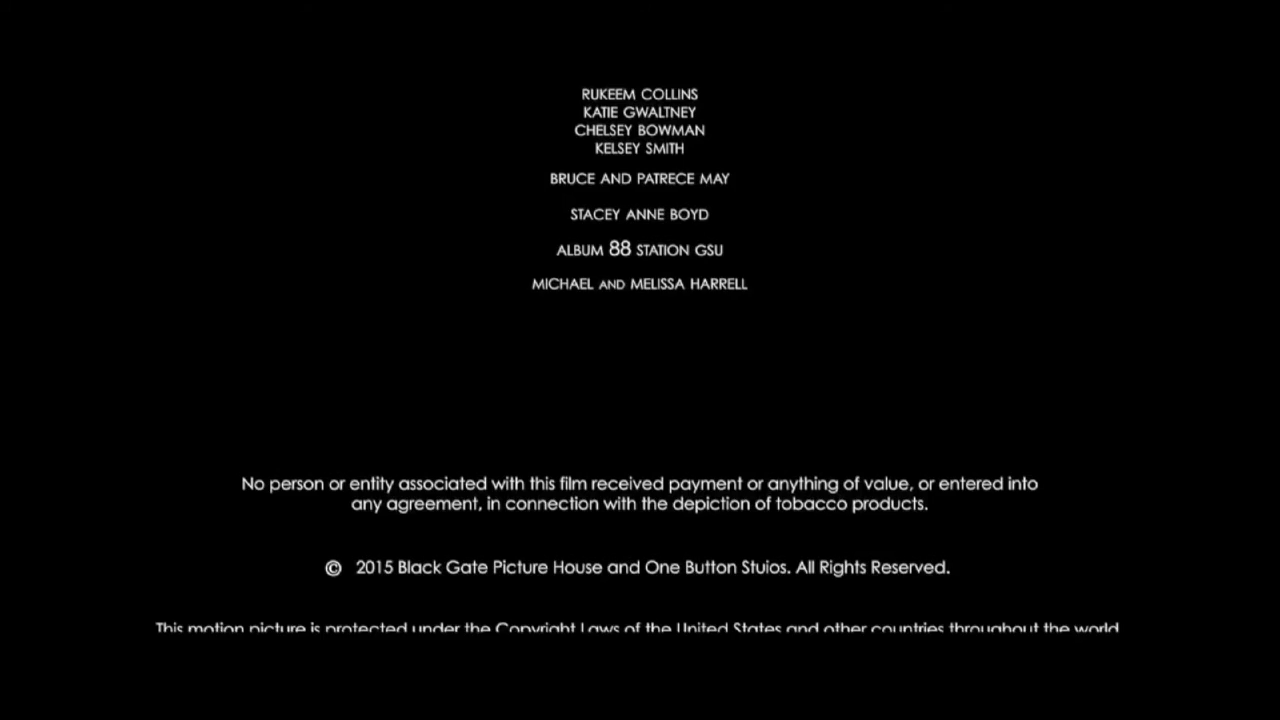 RUKEEM COLLINS
KATIE GWALTNEY
CHELSEY BOWMAN
KELSEY SMITH
BRUCE AND PATRECE MAY
STACEY ANNE BOYD
ALBUM 88 STATION GSU
MICHAEL AND MELISSA HARRELL
No person or entity associated with this film received payment or anything of value, or entered into
any agreement, in connection with the depiction of tobacco products.
© 2015 Black Gate Picture House and One Button Stuios. All Rights Reserved.
This motion picture is protected under the Copyright Laws of the United States and other countries throughout the world